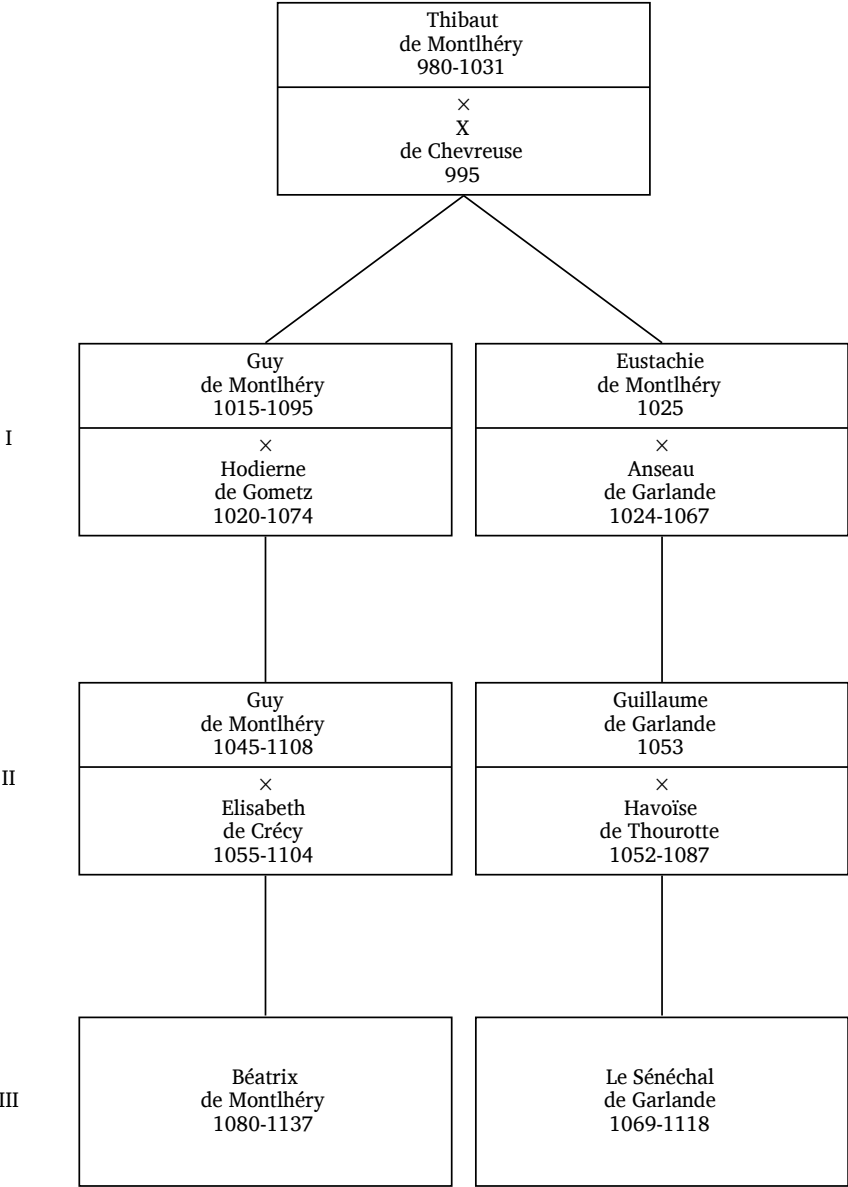 Thibaut
de Montlhéry
980-1031
×
X
de Chevreuse
995
I
Guy
de Montlhéry
1015-1095
×
Hodierne
de Gometz
1020-1074
Eustachie
de Montlhéry
1025
×
Anseau
de Garlande
1024-1067
II
Guy
de Montlhéry
1045-1108
×
Elisabeth
de Crécy
1055-1104
Guillaume
de Garlande
1053
×
Havoïse
de Thourotte
1052-1087
III
Béatrix
de Montlhéry
1080-1137
Le Sénéchal
de Garlande
1069-1118